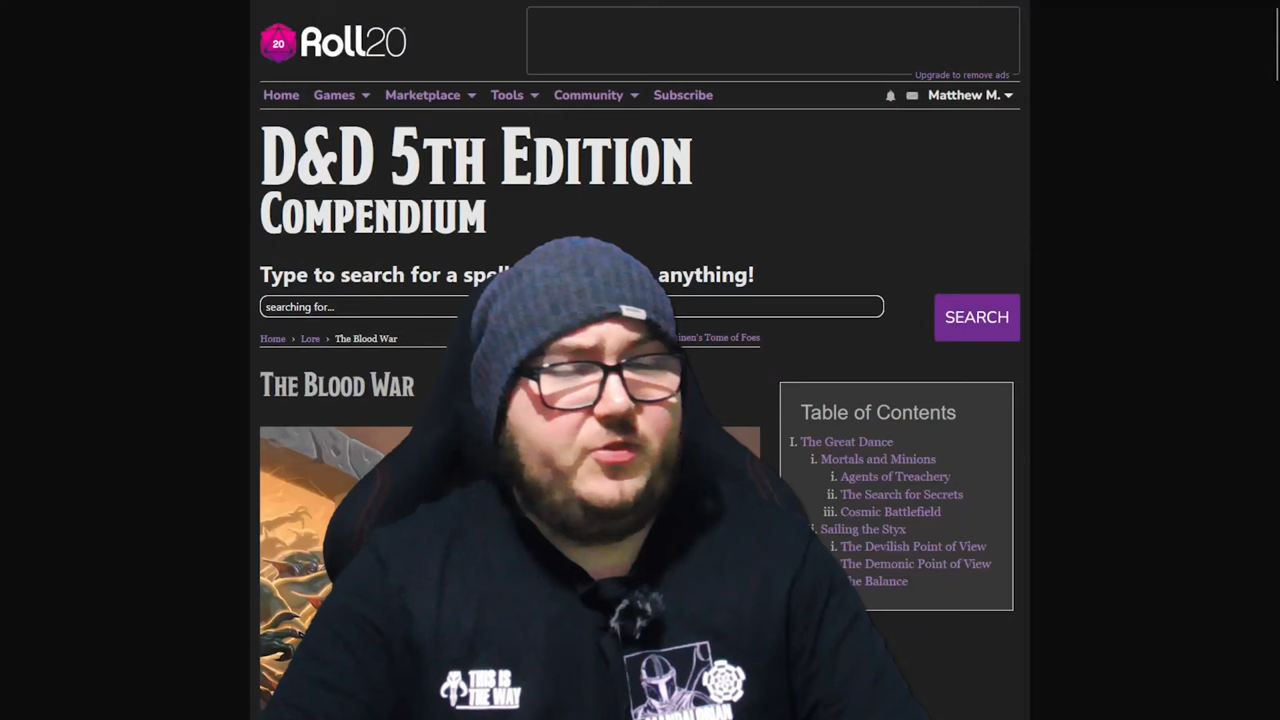 20 Roll20
Upgrade to remove ads
Home Games Marketplace Tools Community Subscribe Matthew M.
D&D 5TH EDITION
COMPENDIUM
Type to search for a anything!
searching for...
SEARCH
Home › Lore › The Blood War Tome of Foes
THE BLOOD WAR
Table of Contents
I. The Great Dance
i. Mortals and Minions
i. Agents of Treachery
ii. The Search for Secrets
iii. Cosmic Battlefield
Sailing the Styx
i. The Devilish Point of View
The Demonic Point of View
The Balance
THIS IS
THE WAY
MANDALORIAN